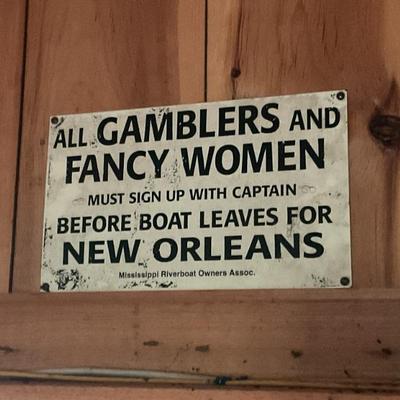 ALL GAMBLERS AND
FANCY WOMEN
MUST SIGN UP WITH CAPTAIN
BEFORE BOAT LEAVES FOR
NEW ORLEANS
Mississippi Riverboat Owners Assoc.